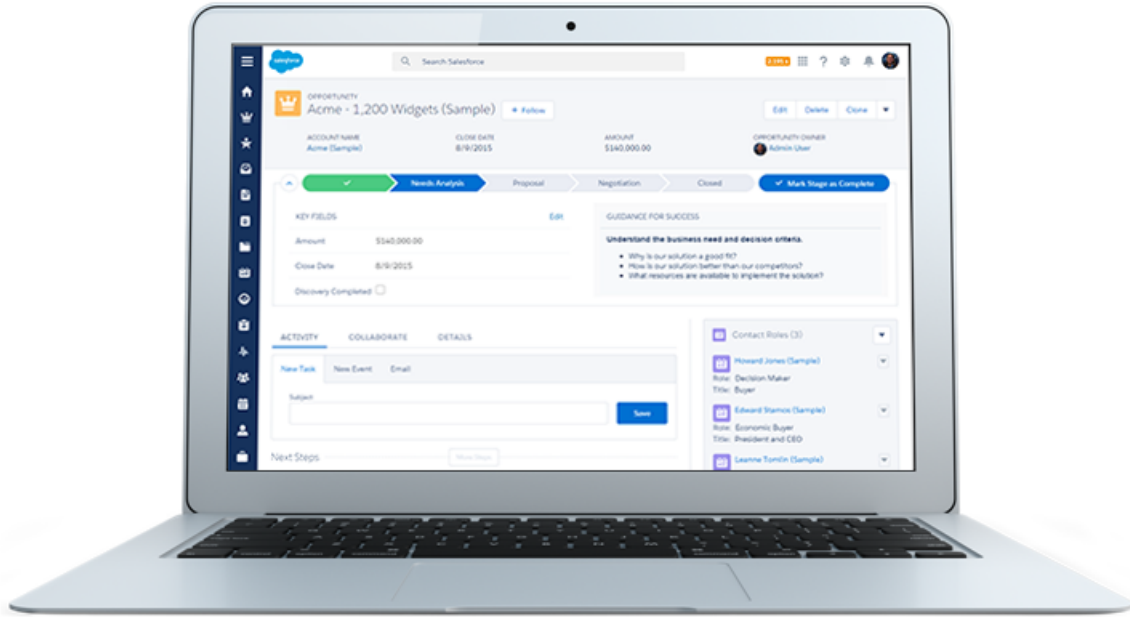 salesforce
Search Salesforce
OPPORTUNITY
Acme - 1,200 Widgets (Sample)
+ Follow
Edit Delete Clone
ACCOUNT NAME CLOSE DATE AMOUNT OPPORTUNITY OWNER
Acme (Sample) 8/9/2015 $140,000.00 Admin User
Needs Analysis Proposal Negotiation Closed Mark Stage as Complete
KEY FIELDS Edit
Amount $140,000.00
Close Date 8/9/2015
Discovery Completed
GUIDANCE FOR SUCCESS
Understand the business need and decision criteria.
• Why is our solution a good fit?
• How is our solution better than our competitors?
• What resources are available to implement the solution?
ACTIVITY COLLABORATE DETAILS
New Task New Event Email
Subject
Save
Next Steps More Steps
Contact Roles (3)
Howard Jones (Sample)
Role: Decision Maker
Title: Buyer
Edward Stamos (Sample)
Role: Economic Buyer
Title: President and CEO
Leanne Tomlin (Sample)